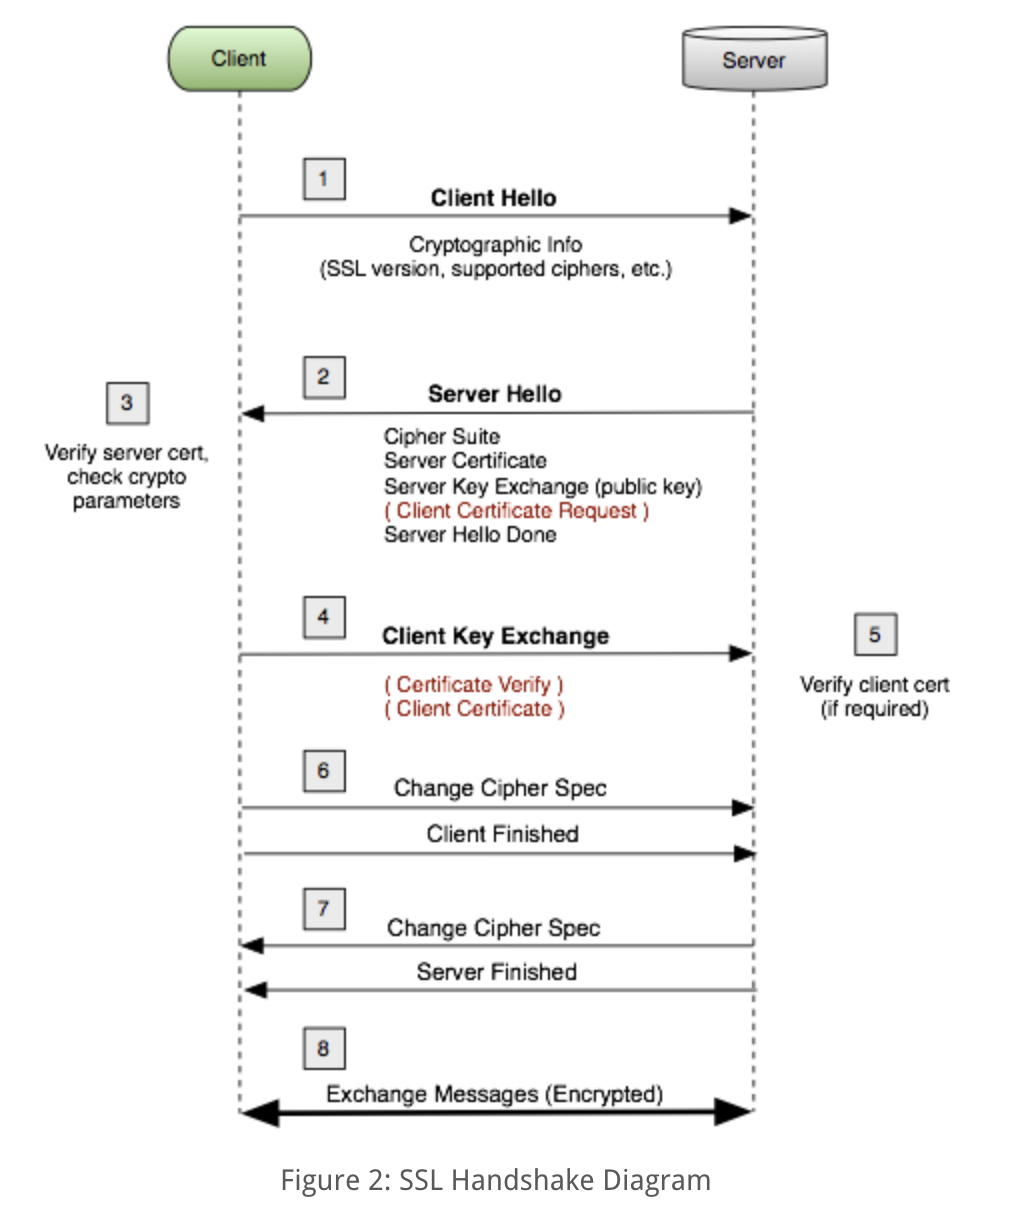 Client
Server
1
Client Hello
Cryptographic Info
(SSL version, supported ciphers, etc.)
2
Server Hello
3
Verify server cert,
check crypto
parameters
Cipher Suite
Server Certificate
Server Key Exchange (public key)
( Client Certificate Request )
Server Hello Done
4
Client Key Exchange
( Certificate Verify )
( Client Certificate )
5
Verify client cert
(if required)
6
Change Cipher Spec
Client Finished
7
Change Cipher Spec
Server Finished
8
Exchange Messages (Encrypted)
Figure 2: SSL Handshake Diagram